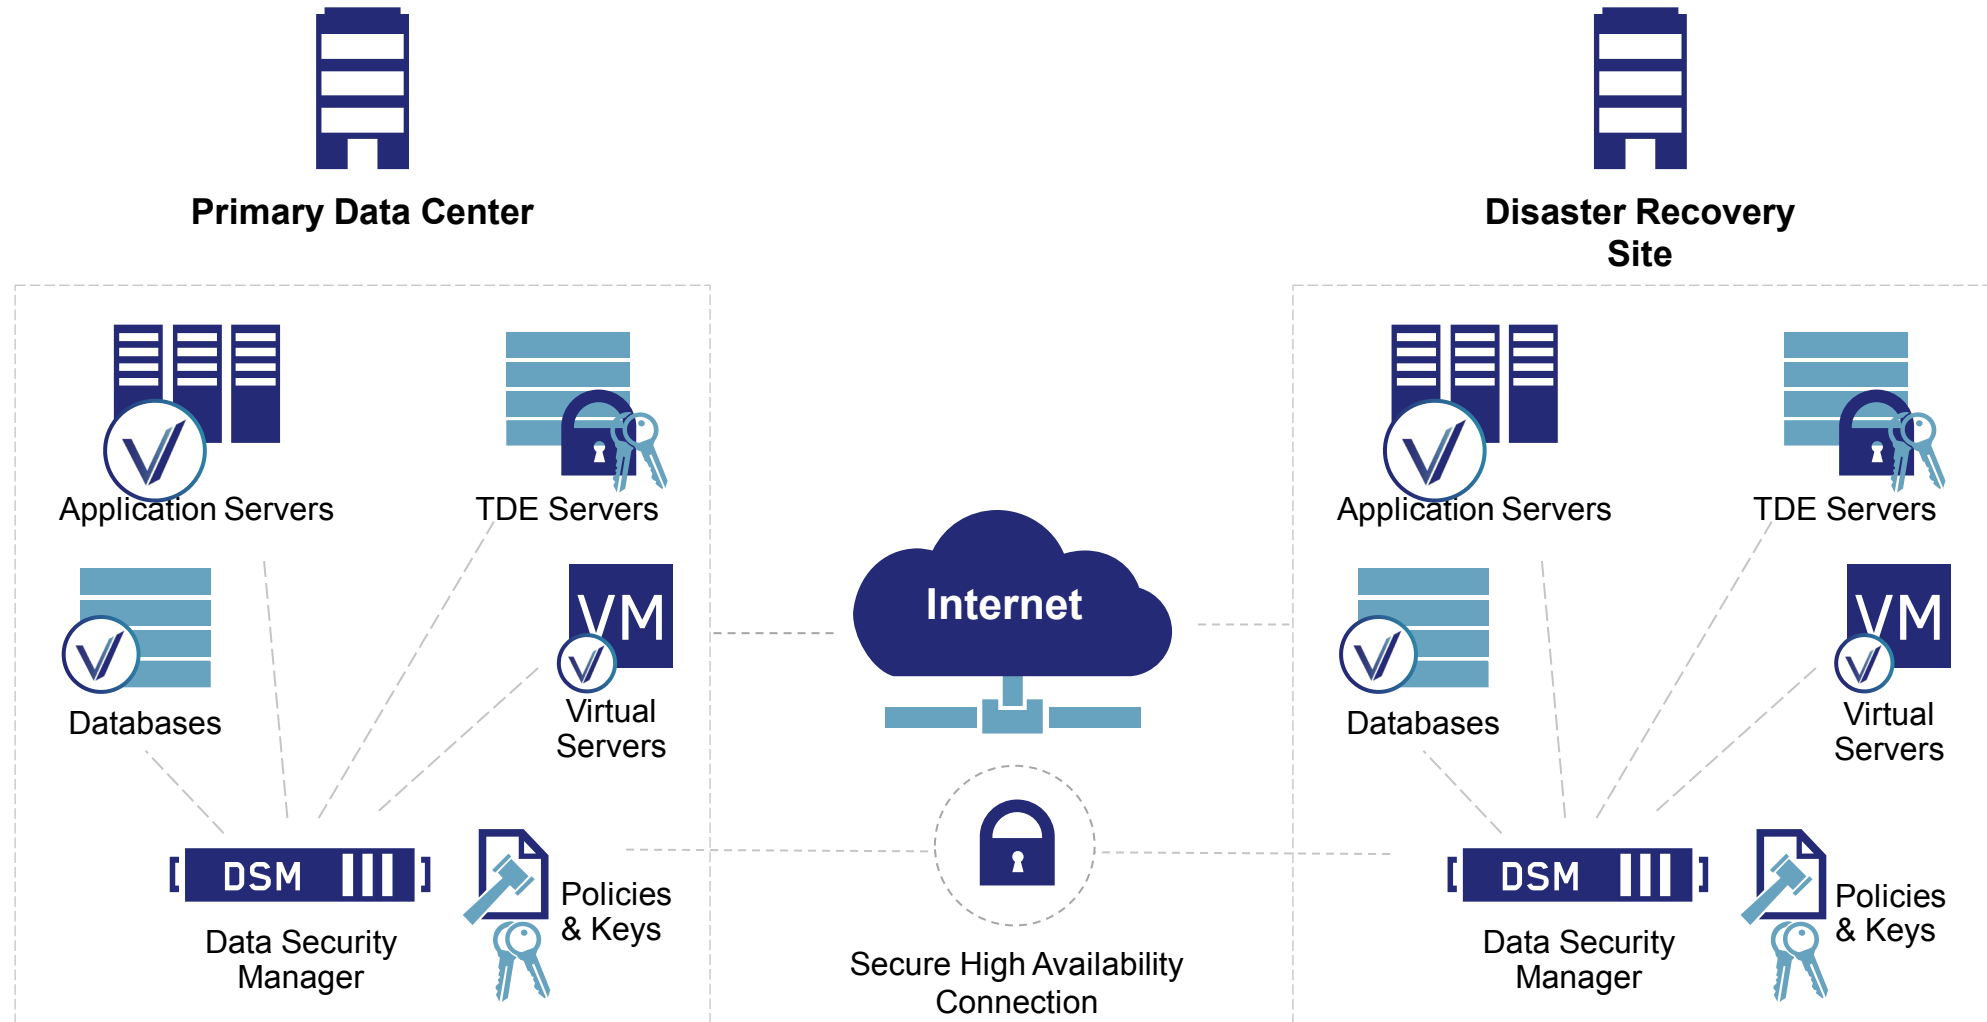 Primary Data Center
Disaster Recovery
Site
Application Servers
TDE Servers
Databases
VM
Virtual
Servers
DSM
Data Security
Manager
Policies
& Keys
Internet
Secure High Availability
Connection
Application Servers
TDE Servers
Databases
VM
Virtual
Servers
DSM
Data Security
Manager
Policies
& Keys